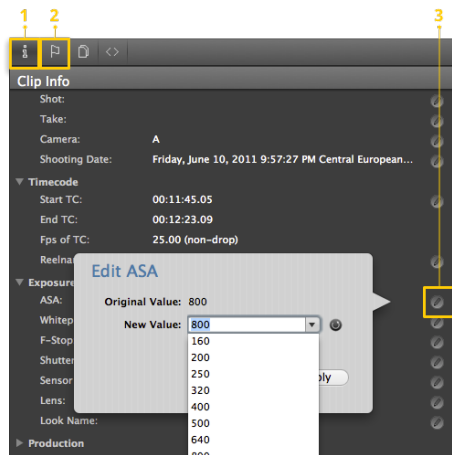 1 2 3
Clip Info
Shot:
Take:
Camera: A
Shooting Date: Friday, June 10, 2011 9:57:27 PM Central European...
Timecode
Start TC: 00:11:45.05
End TC: 00:12:23.09
Fps of TC: 25.00 (non-drop)
Edit ASA
Exposure
ASA: Original Value: 800
New Value: 800
F-Stop
160
200
250
Sensor
320
Lens:
400
Look Name:
500
640
Production